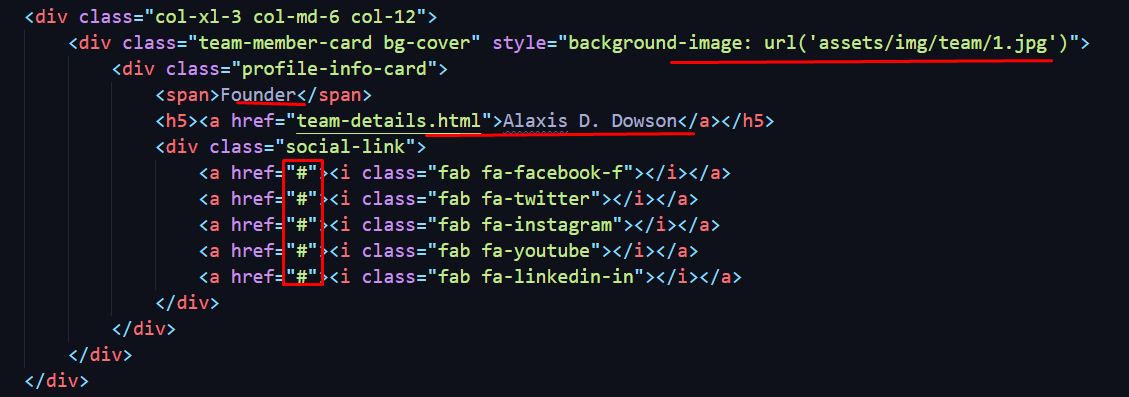 <div class="col-xl-3 col-md-6 col-12">
<div class="team-member-card bg-cover" style="background-image: url('assets/img/team/1.jpg')">
<div class="profile-info-card">
<span>Founder</span>
<h5><a href="team-details.html">Alaxis D. Dowson</a></h5>
<div class="social-link">
<a href="#"><i class="fab fa-facebook-f"></i></a>
<a href="#"><i class="fab fa-twitter"></i></a>
<a href="#"><i class="fab fa-instagram"></i></a>
<a href="#"><i class="fab fa-youtube"></i></a>
<a href="#"><i class="fab fa-linkedin-in"></i></a>
</div>
</div>
</div>
</div>